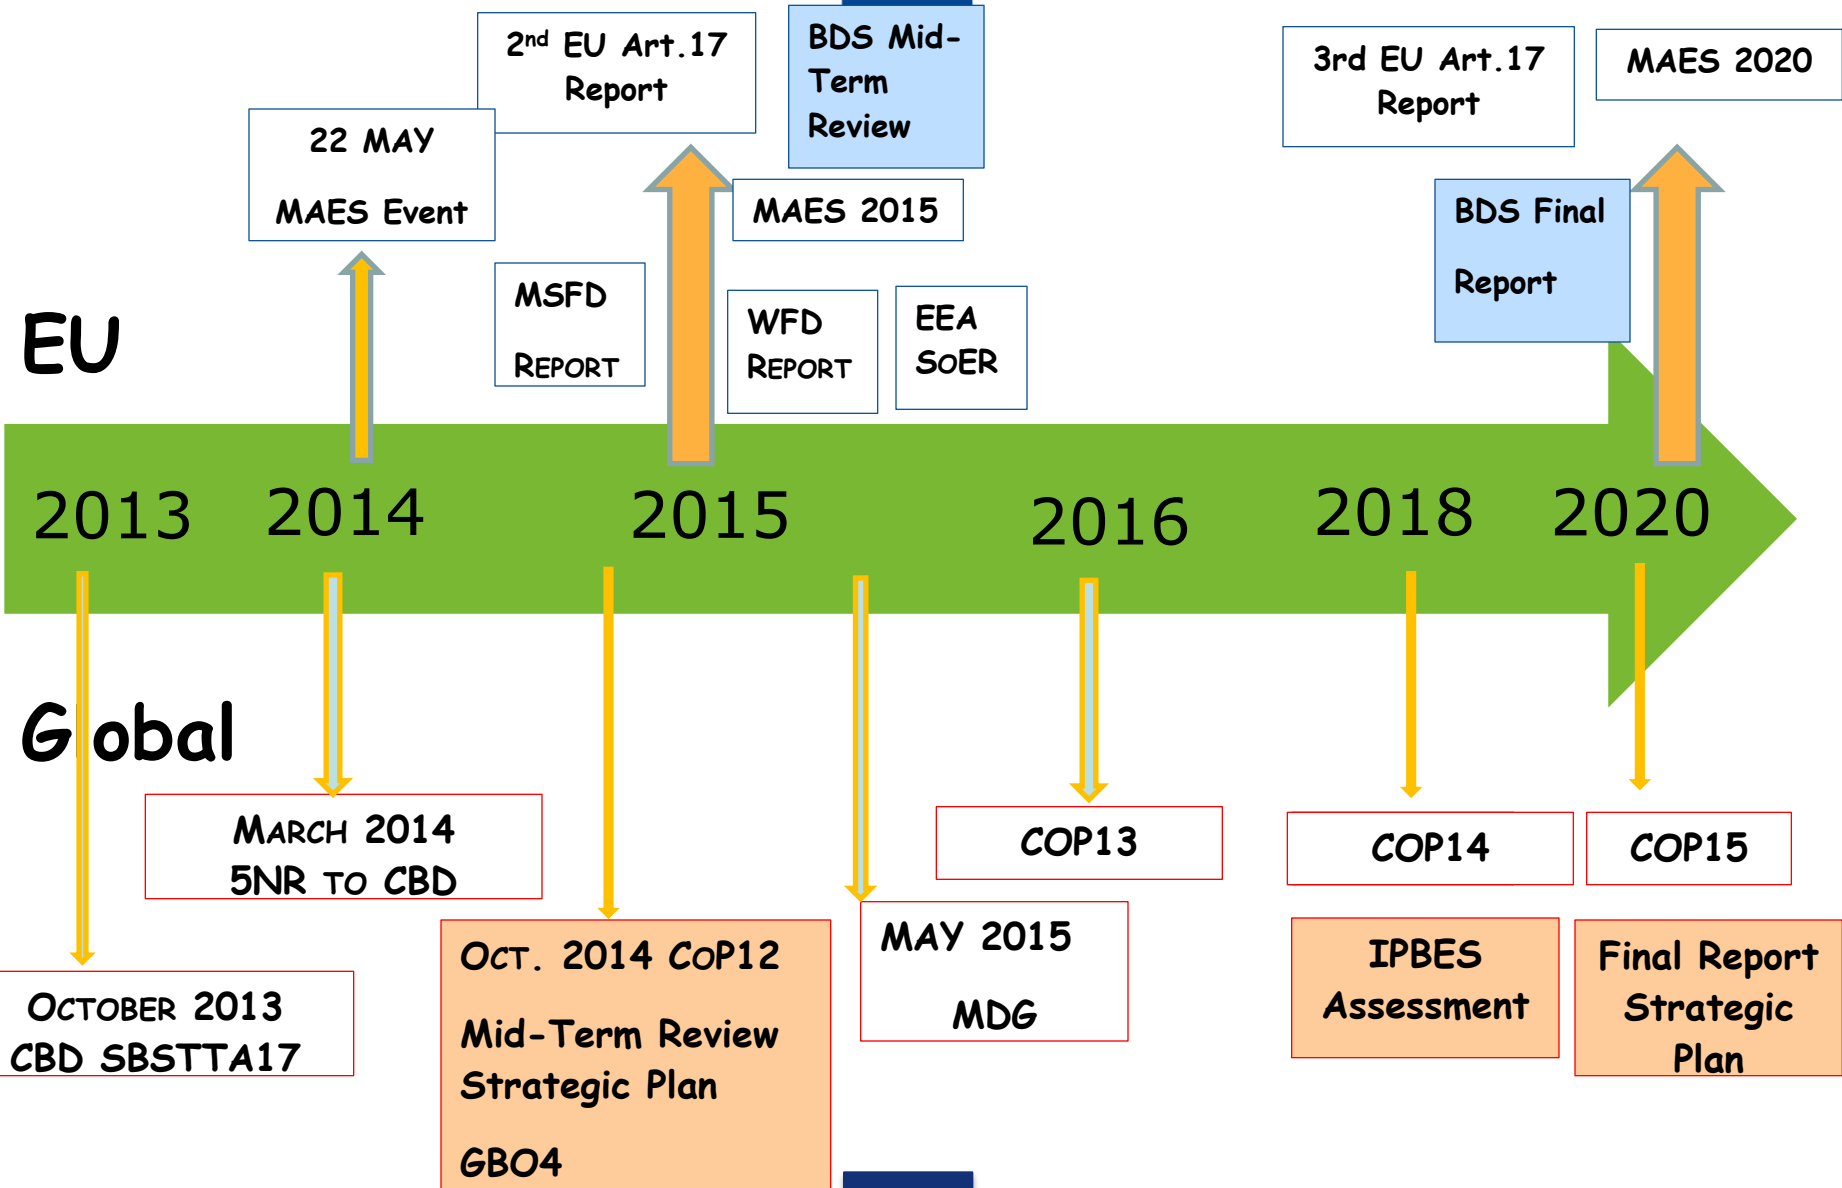 2nd EU Art.17
Report
BDS Mid-
Term
Review
3rd EU Art.17
Report
MAES 2020
22 MAY
MAES Event
MAES 2015
BDS Final
Report
MSFD
REPORT
WFD
REPORT
EEA
SOER
EU
2013
2014
2015
2016
2018
2020
Global
MARCH 2014
5NR TO CBD
COP13
COP14
COP15
OCTOBER 2013
CBD SBSTTA17
OCT. 2014 COP12
Mid-Term Review
Strategic Plan
GBO4
MAY 2015
MDG
IPBES
Assessment
Final Report
Strategic
Plan